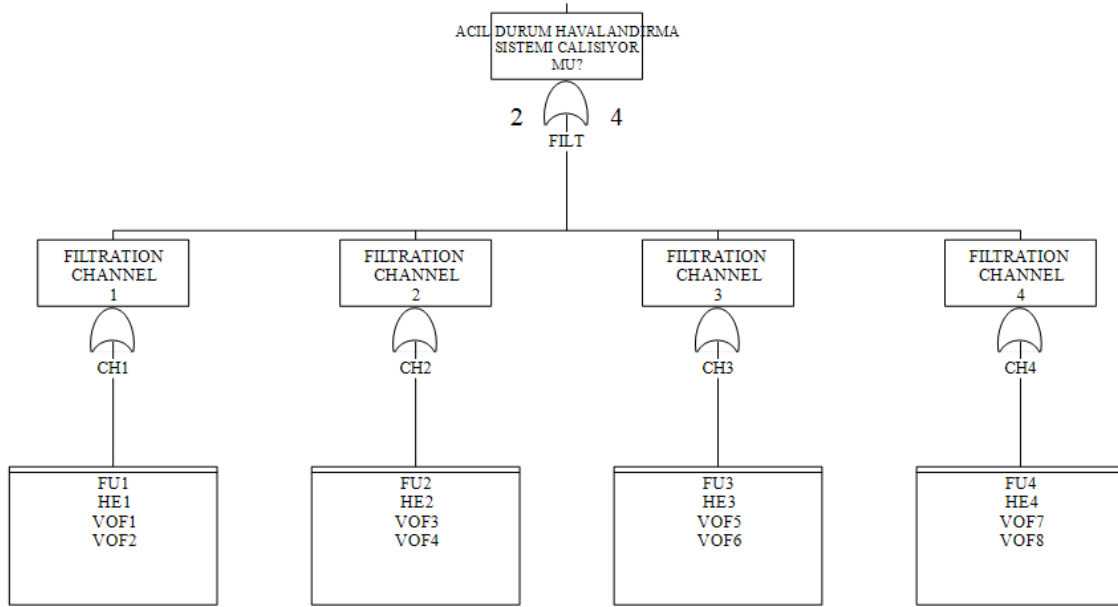 ACIL DURUM HAVALANDIRMA
SISTEMI CALISIYOR
MU?
2 4
FILT
FILTRATION
CHANNEL
1
FILTRATION
CHANNEL
2
FILTRATION
CHANNEL
3
FILTRATION
CHANNEL
4
CH1
CH2
CH3
CH4
FU1
HE1
VOF1
VOF2
FU2
HE2
VOF3
VOF4
FU3
HE3
VOF5
VOF6
FU4
HE4
VOF7
VOF8